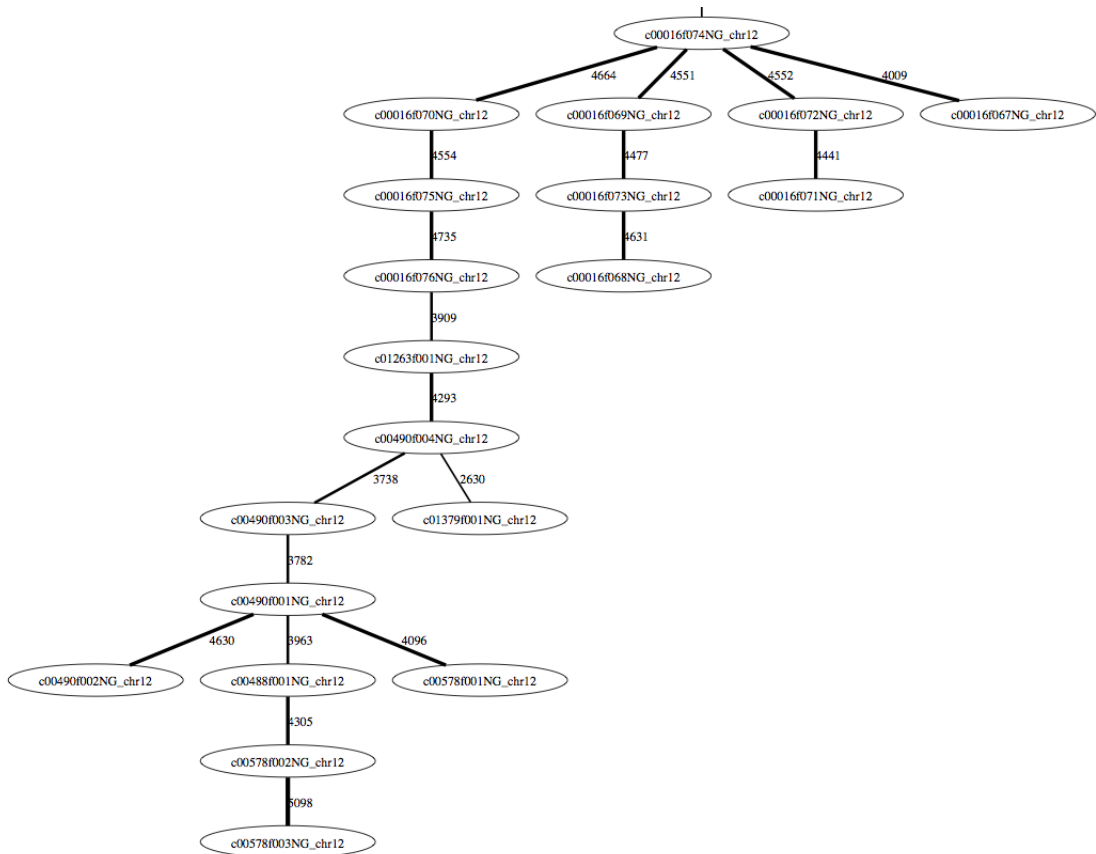 c00016f074NG_chr12
4664
4551
4552
4009
c00016f070NG_chr12
c00016f069NG_chr12
c00016f072NG_chr12
c00016f067NG_chr12
4554
4477
4441
c00016f075NG_chr12
c00016f073NG_chr12
c00016f071NG_chr12
4735
4631
c00016f076NG_chr12
c00016f068NG_chr12
3909
c01263f001NG_chr12
4293
c00490f004NG_chr12
3738
2630
c00490f003NG_chr12
c01379f001NG_chr12
3782
c00490f001NG_chr12
4630
3963
4096
c00490f002NG_chr12
c00488f001NG_chr12
c00578f001NG_chr12
4305
c00578f002NG_chr12
5098
c00578f003NG_chr12